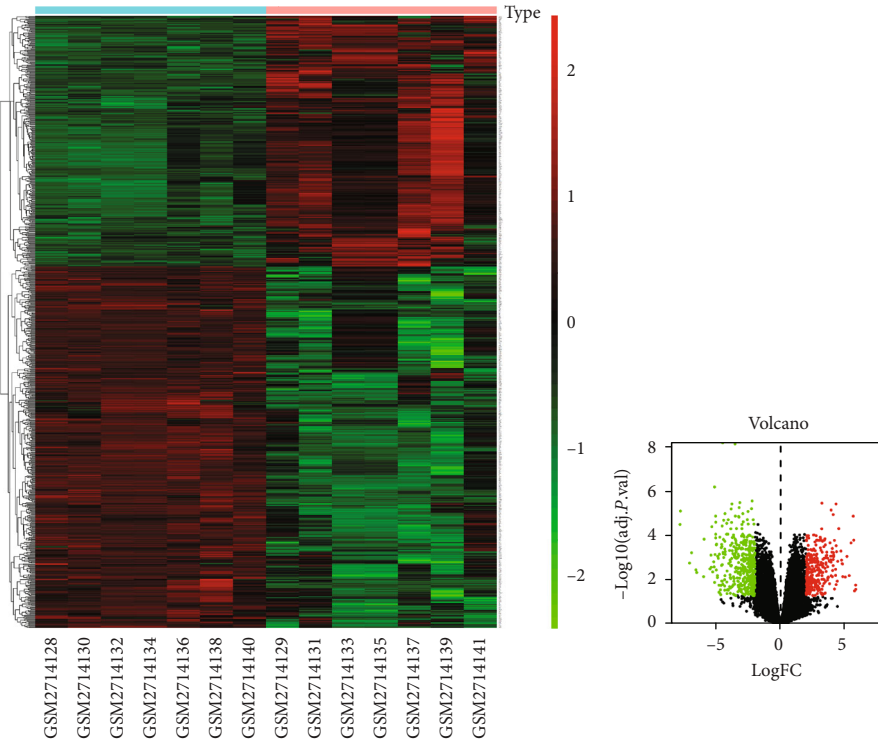 Type
2
1
0
−1
−2
GSM2714128
GSM2714130
GSM2714132
GSM2714134
GSM2714136
GSM2714138
GSM2714140
GSM2714129
GSM2714131
GSM2714133
GSM2714135
GSM2714137
GSM2714139
GSM2714141
Volcano
−Log10(adj.P.val)
8
6
4
2
0
−5
0
5
LogFC